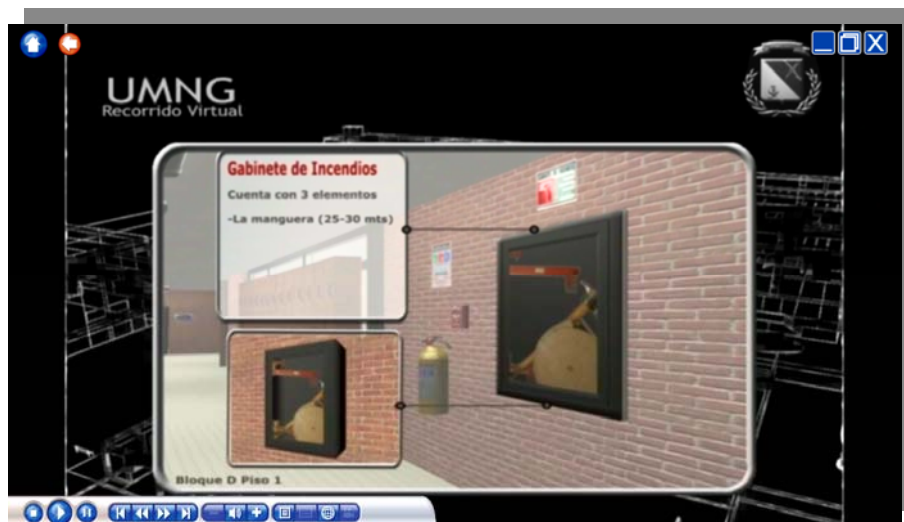 UMNG
Recorrido Virtual
Gabinete de Incendios
Cuenta con 3 elementos
-La manguera (25-30 mts)
Bloque D Piso 1